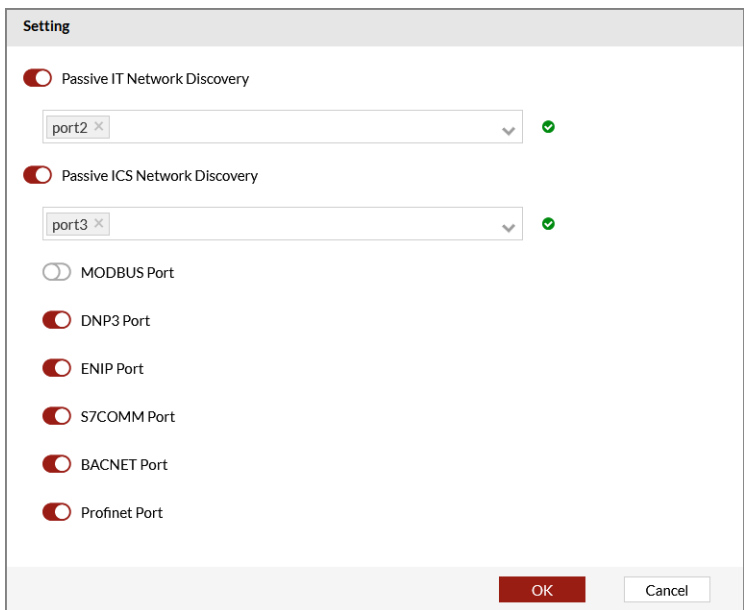 Setting
Passive IT Network Discovery
port2
Passive ICS Network Discovery
port3
MODBUS Port
DNP3 Port
ENIP Port
S7COMM Port
BACNET Port
Profinet Port
OK Cancel